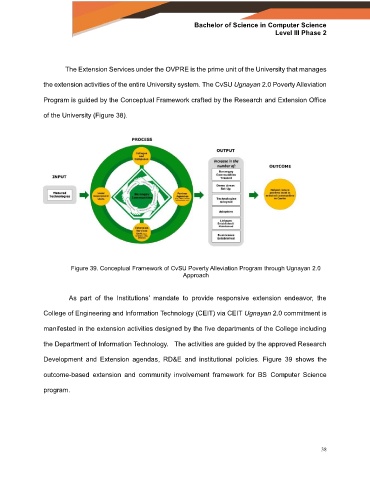 Bachelor of Science in Computer Science
Level III Phase 2
The Extension Services under the OVPRE is the prime unit of the University that manages
the extension activities of the entire University system. The CvSU Ugnayan 2.0 Poverty Alleviation
Program is guided by the Conceptual Framework crafted by the Research and Extension Office
of the University (Figure 38).
PROCESS
OUTPUT
OUTCOME
INPUT
Increase in the
number of:
Matured
Technologies
Technologies
Adopted
Adopters
Linkages
Established
Businesses
Established
Figure 39. Conceptual Framework of CvSU Poverty Alleviation Program through Ugnayan 2.0
Approach
As part of the Institutions’ mandate to provide responsive extension endeavor, the
College of Engineering and Information Technology (CEIT) via CEIT Ugnayan 2.0 commitment is
manifested in the extension activities designed by the five departments of the College including
the Department of Information Technology. The activities are guided by the approved Research
Development and Extension agendas, RD&E and institutional policies. Figure 39 shows the
outcome-based extension and community involvement framework for BS Computer Science
program.
38